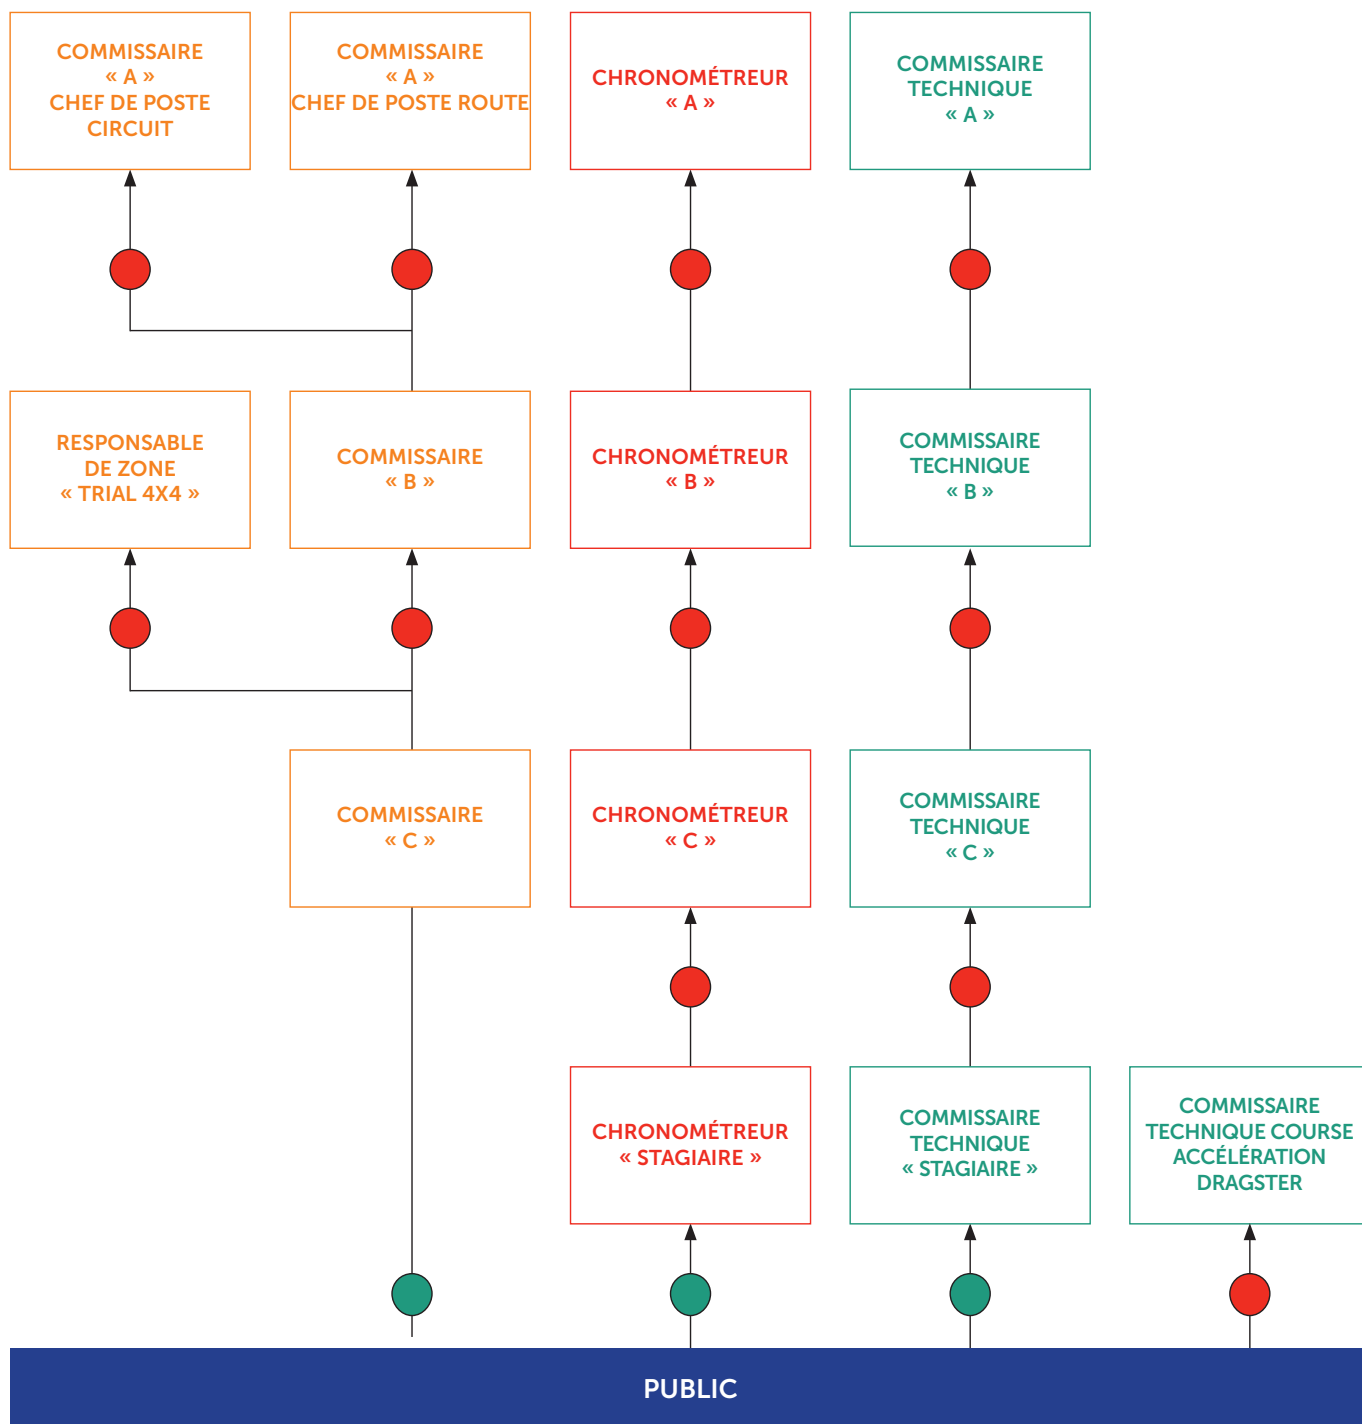 COMMISSAIRE
« A »
CHEF DE POSTE
CIRCUIT
COMMISSAIRE
« A »
CHEF DE POSTE ROUTE
CHRONOMÉTREUR
« A »
COMMISSAIRE
TECHNIQUE
« A »
RESPONSABLE
DE ZONE
« TRIAL 4X4 »
COMMISSAIRE
« B »
CHRONOMÉTREUR
« B »
COMMISSAIRE
TECHNIQUE
« B »
COMMISSAIRE
« C »
CHRONOMÉTREUR
« C »
COMMISSAIRE
TECHNIQUE
« C »
CHRONOMÉTREUR
« STAGIAIRE »
COMMISSAIRE
TECHNIQUE
« STAGIAIRE »
COMMISSAIRE
TECHNIQUE COURSE
ACCÉLÉRATION
DRAGSTER
PUBLIC